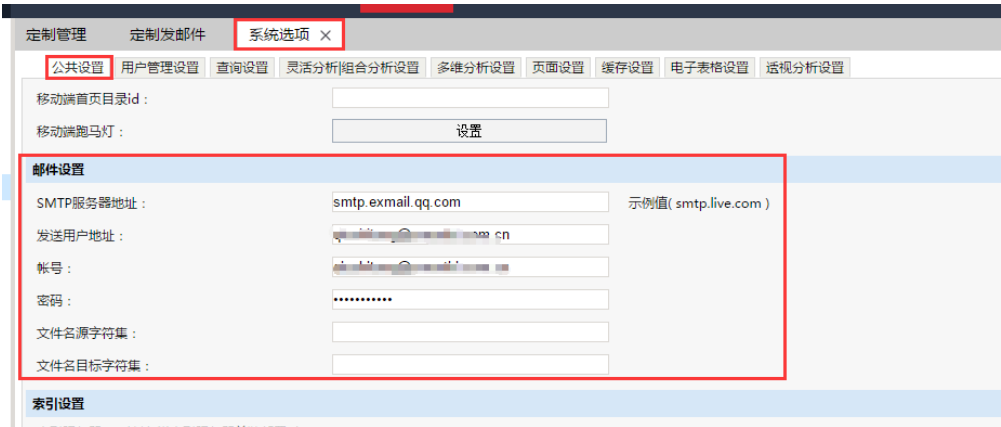 定制管理 定制发邮件 系统选项 ×
公共设置 用户管理设置 查询设置 灵活分析|组合分析设置 多维分析设置 页面设置 缓存设置 电子表格设置 透视分析设置
移动端首页目录id：
移动端跑马灯： 设置
邮件设置
SMTP服务器地址： smtp.exmail.qq.com 示例值( smtp.live.com )
发送用户地址：
帐号：
密码： •••••••••••
文件名源字符集：
文件名目标字符集：
索引设置